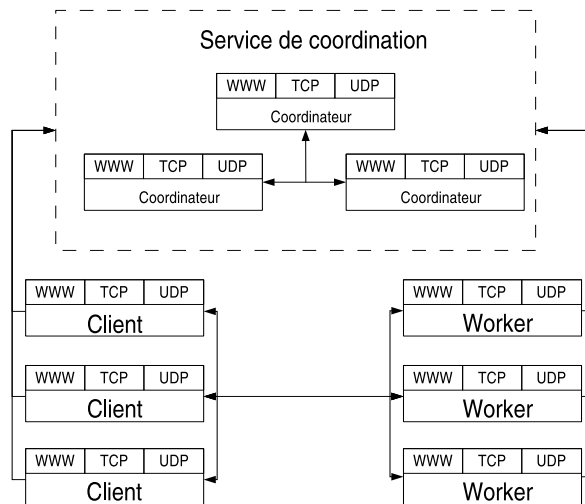 Service de coordination
WWW TCP UDP
Coordinateur
WWW TCP UDP WWW TCP UDP
Coordinateur Coordinateur
WWW TCP UDP WWW TCP UDP
Client Worker
WWW TCP UDP WWW TCP UDP
Client Worker
WWW TCP UDP WWW TCP UDP
Client Worker